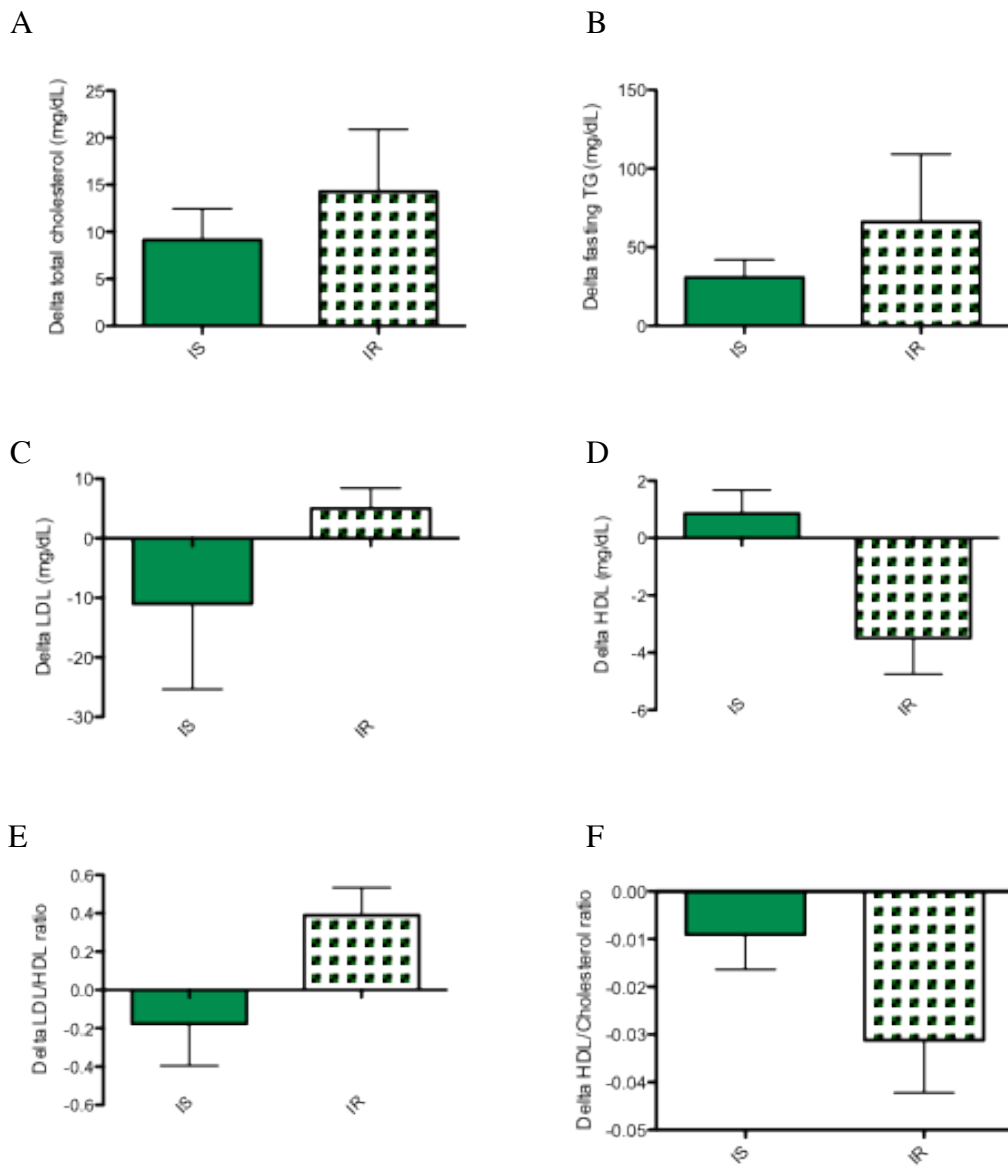 A
Delta total cholesterol (mg/dL)
25
20
15
10
5
0
IS
IR
B
Delta fasting TG (mg/dL)
150
100
50
0
IS
IR
C
Delta LDL (mg/dL)
10
0
-10
-20
-30
IS
IR
D
Delta HDL (mg/dL)
2
0
-2
-4
-6
IS
IR
E
Delta LDL/HDL ratio
0.6
0.4
0.2
0.0
-0.2
-0.4
-0.6
IS
IR
F
Delta HDL/Cholesterol ratio
0.00
-0.01
-0.02
-0.03
-0.04
-0.05
IS
IR